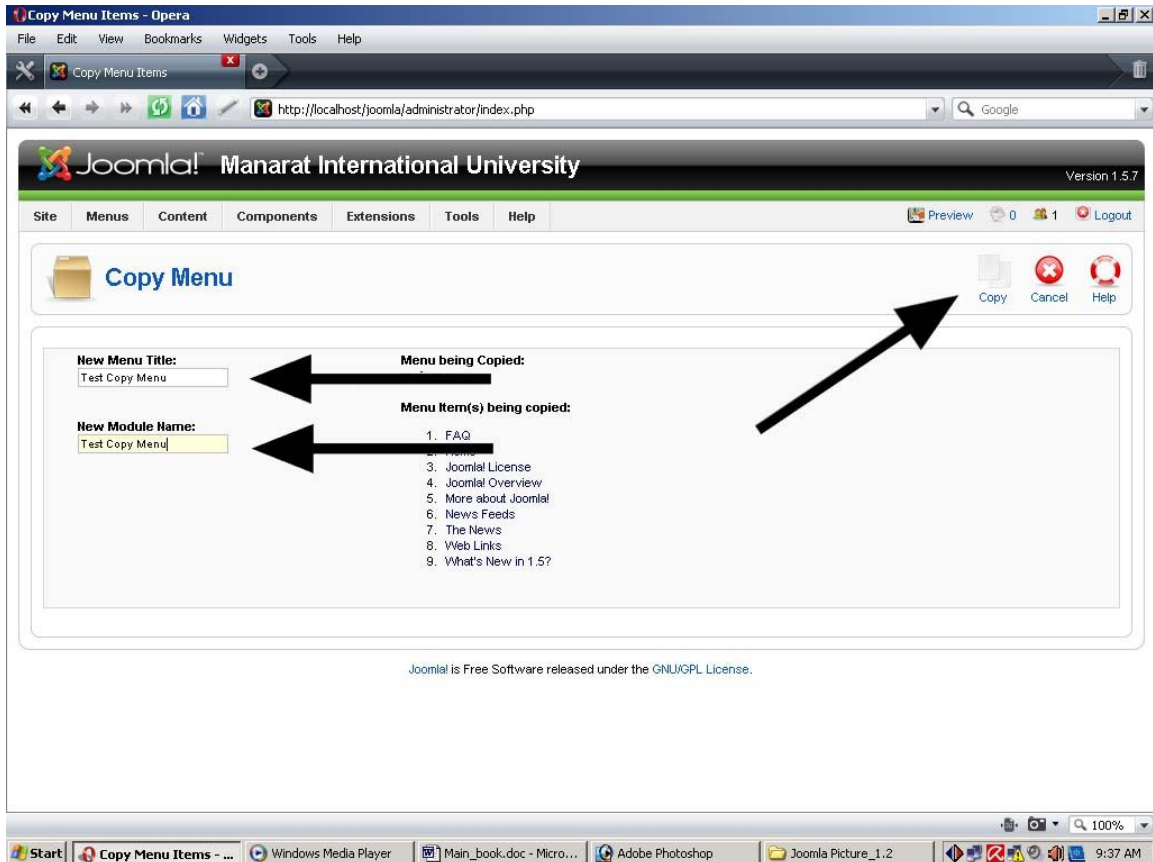 Copy Menu Items - Opera
File Edit View Bookmarks Widgets Tools Help
Copy Menu Items
http://localhost/joomla/administrator/index.php
Google
Joomla! Manarat International University
Version 1.5.7
Site Menus Content Components Extensions Tools Help
Preview 0 1 Logout
Copy Menu
Copy Cancel Help
New Menu Title:
Test Copy Menu
New Module Name:
Test Copy Menu
Menu being Copied:
Menu Item(s) being copied:
1. FAQ
3. Joomla! License
4. Joomla! Overview
5. More about Joomla!
6. News Feeds
7. The News
8. Web Links
9. What's New in 1.5?
Joomla! is Free Software released under the GNU/GPL License.
100%
Start Copy Menu Items - ... Windows Media Player Main_book.doc - Micro... Adobe Photoshop Joomla Picture_1.2 9:37 AM